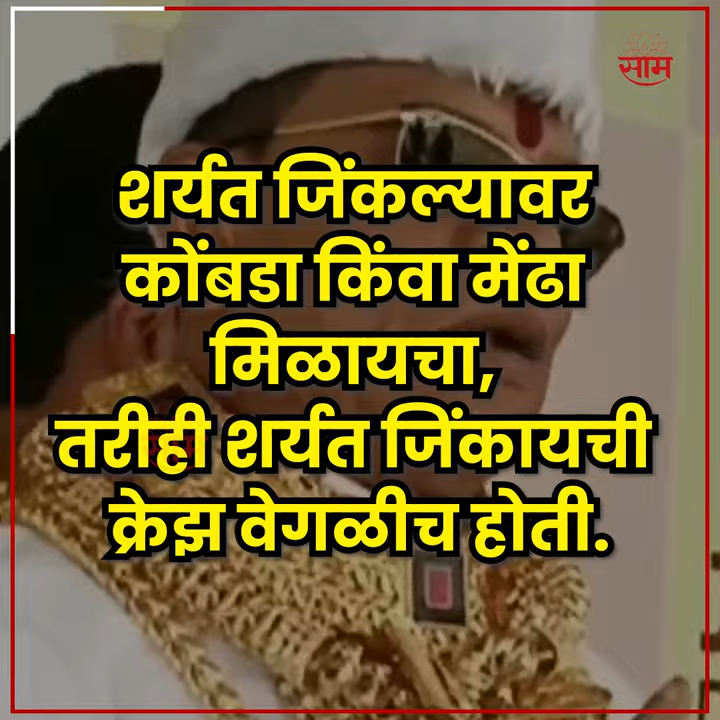 साम
शर्यत जिंकल्यावर
कोंबडा किंवा मेंढा
मिळायचा,
तरीही शर्यत जिंकायची
क्रेझ वेगळीच होती.